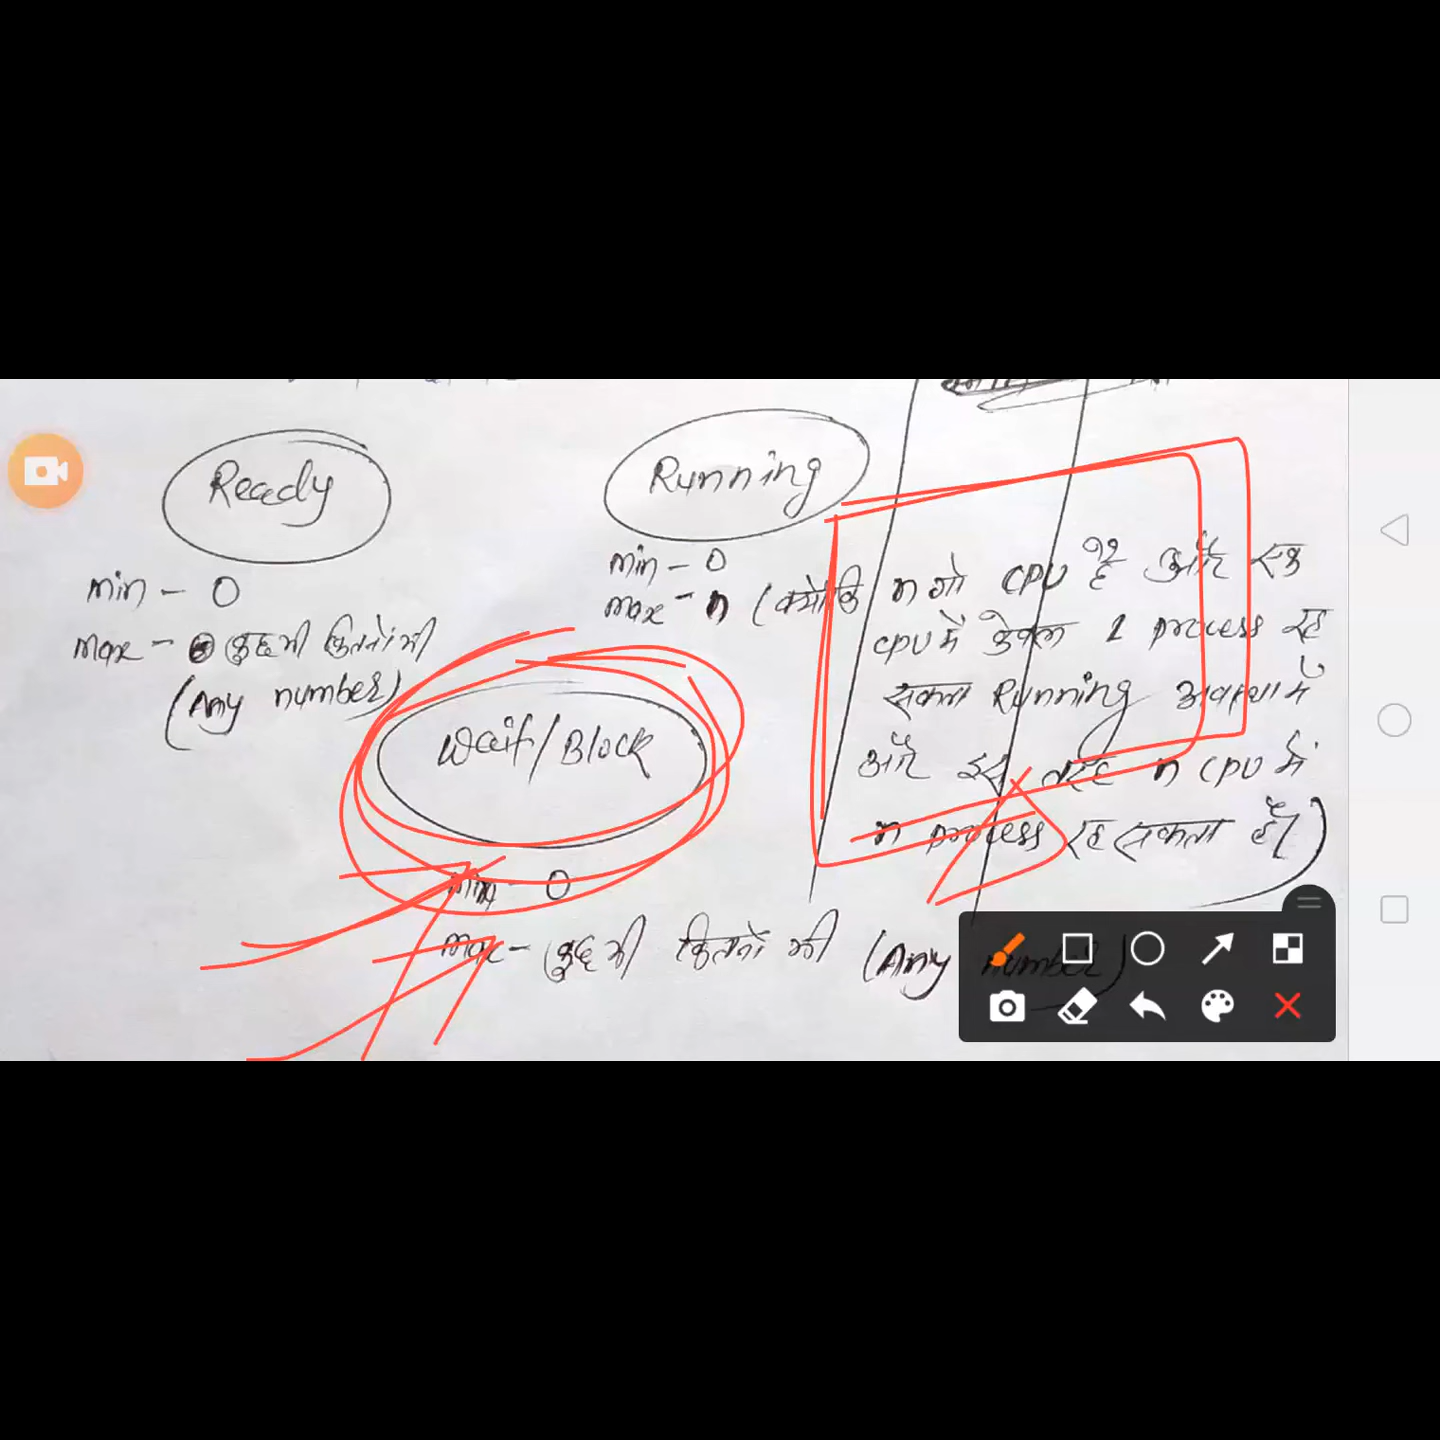 Ready
min - 0
max - कुछ भी कितनो भी
(Any number)
Running
min - 0
max - n (क्योकि n गो CPU है और एक
CPU में केवल 1 process रह
सकता Running अवस्था में
और इस तरह n CPU में
n process रह सकता है।)
Wait/Block
min - 0
max - कुछ भी कितनो भी (Any number)